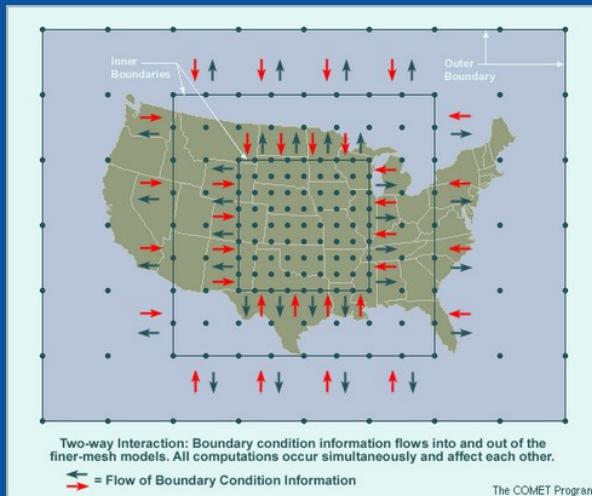 Inner
Boundaries
Outer
Boundary
Two-way Interaction: Boundary condition information flows into and out of the
finer-mesh models. All computations occur simultaneously and affect each other.
= Flow of Boundary Condition Information
The COMET Program